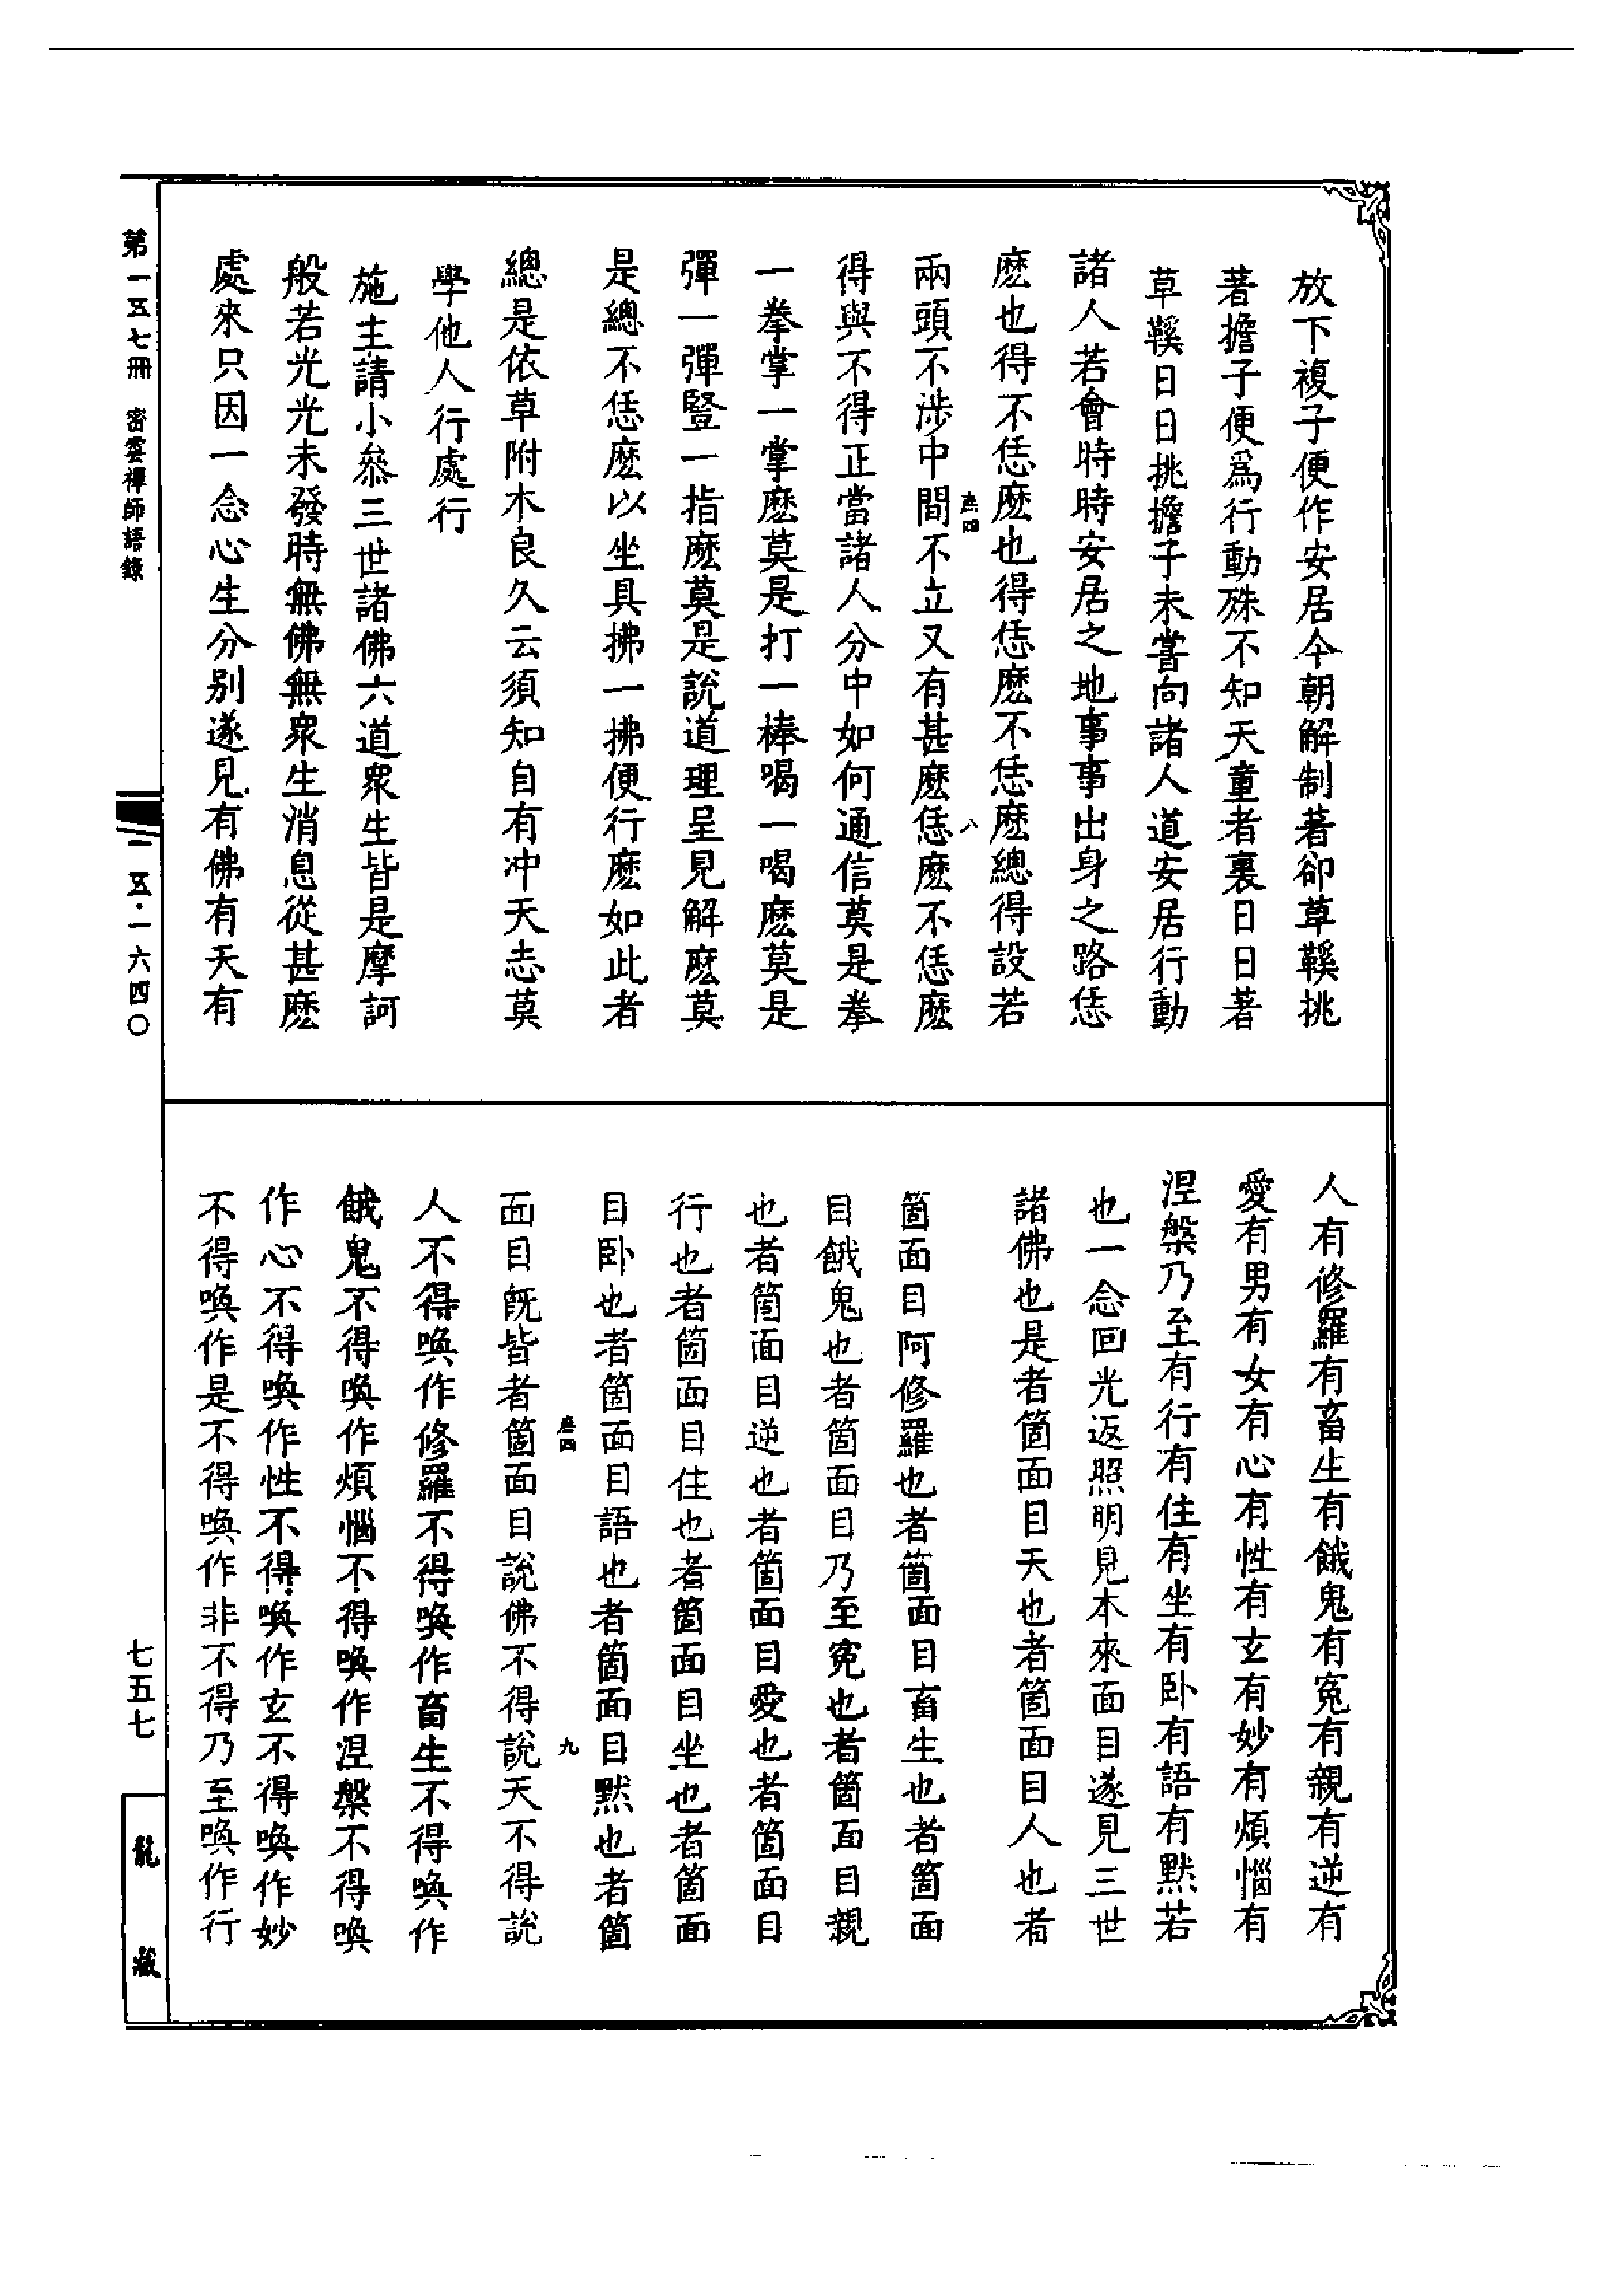 放下複子便作安居今朝解制著卻草鞵挑
著擔子便爲行動殊不知天童者裏日日著
草鞵日日挑擔子未嘗向諸人道安居行動
諸人若會時時安居之地事事出身之路恁
麽也得不恁麽也得恁麽不恁麽總得設若
兩頭不涉中間不立又有甚麽恁麽不恁麽
得與不得正當諸人分中如何通信莫是拳
一拳掌一掌麽莫是打一棒喝一喝麽莫是
彈一彈豎一指麽莫是說道理呈見解麽莫
是總不恁麽以坐具拂一拂便行麽如此者
總是依草附木良久云須知自有冲天志莫
學他人行處行
施主請小叅三世諸佛六道衆生皆是摩訶
般若光光未發時無佛無衆生消息從甚麽
處來只因一念心生分别遂見有佛有天有
八
人有修羅有畜生有餓鬼有寃有親有逆有
愛有男有女有心有性有玄有妙有煩惱有
涅槃乃至有行有住有坐有卧有語有默若
也一念回光返照明見本來面目遂見三世
諸佛也是者箇面目天也者箇面目人也者
箇面目阿修羅也者箇面目畜生也者箇面
目餓鬼也者箇面目乃至寃也者箇面目親
也者箇面目逆也者箇面目愛也者箇面目
行也者箇面目住也者箇面目坐也者箇面
目卧也者箇面目語也者箇面目默也者箇
面目旣皆者箇面目說佛不得說天不得說
人不得喚作修羅不得喚作畜生不得喚作
餓鬼不得喚作煩惱不得喚作涅槃不得喚
作心不得喚作性不得喚作玄不得喚作妙
不得喚作是不得喚作非不得乃至喚作行
九
第一五七冊 密雲禪師語錄
一五·一六四〇
七五七
龍藏